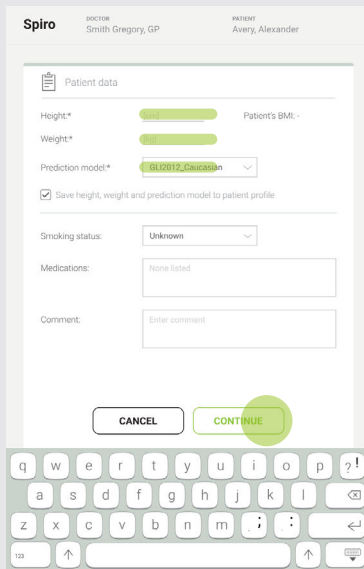 Spiro
DOCTOR
Smith Gregory, GP
PATIENT
Avery, Alexander
Patient data
Height:*
Patient's BMI: -
Weight:*
Prediction model:* GLI2012_Caucasian
Save height, weight and prediction model to patient profile
Smoking status: Unknown
Medications: None listed
Comment: Enter comment
CANCEL CONTINUE
q w e r t y u i o p ?!
a s d f g h j k l
z x c v b n m , ; . :
123